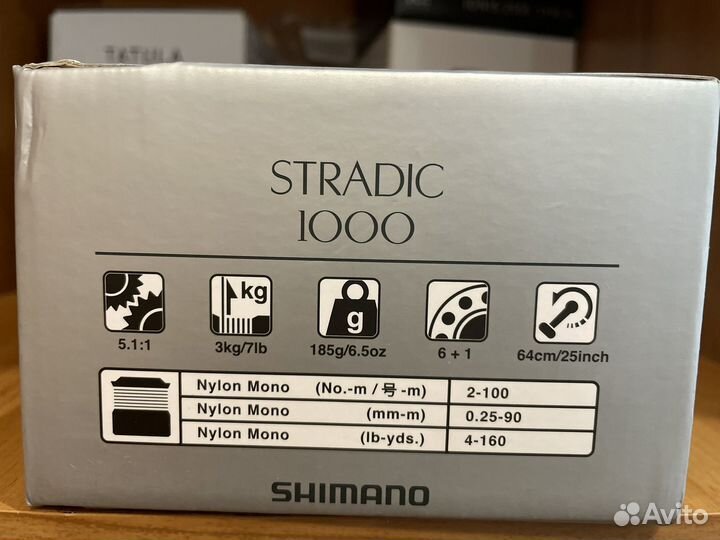 TATULA
STRADIC
1000
kg
g
5.1:1
3kg/7lb
185g/6.5oz
6 + 1
64cm/25inch
Nylon Mono (No.-m / 号 -m) 2-100
Nylon Mono (mm-m) 0.25-90
Nylon Mono (lb-yds.) 4-160
SHIMANO
Avito